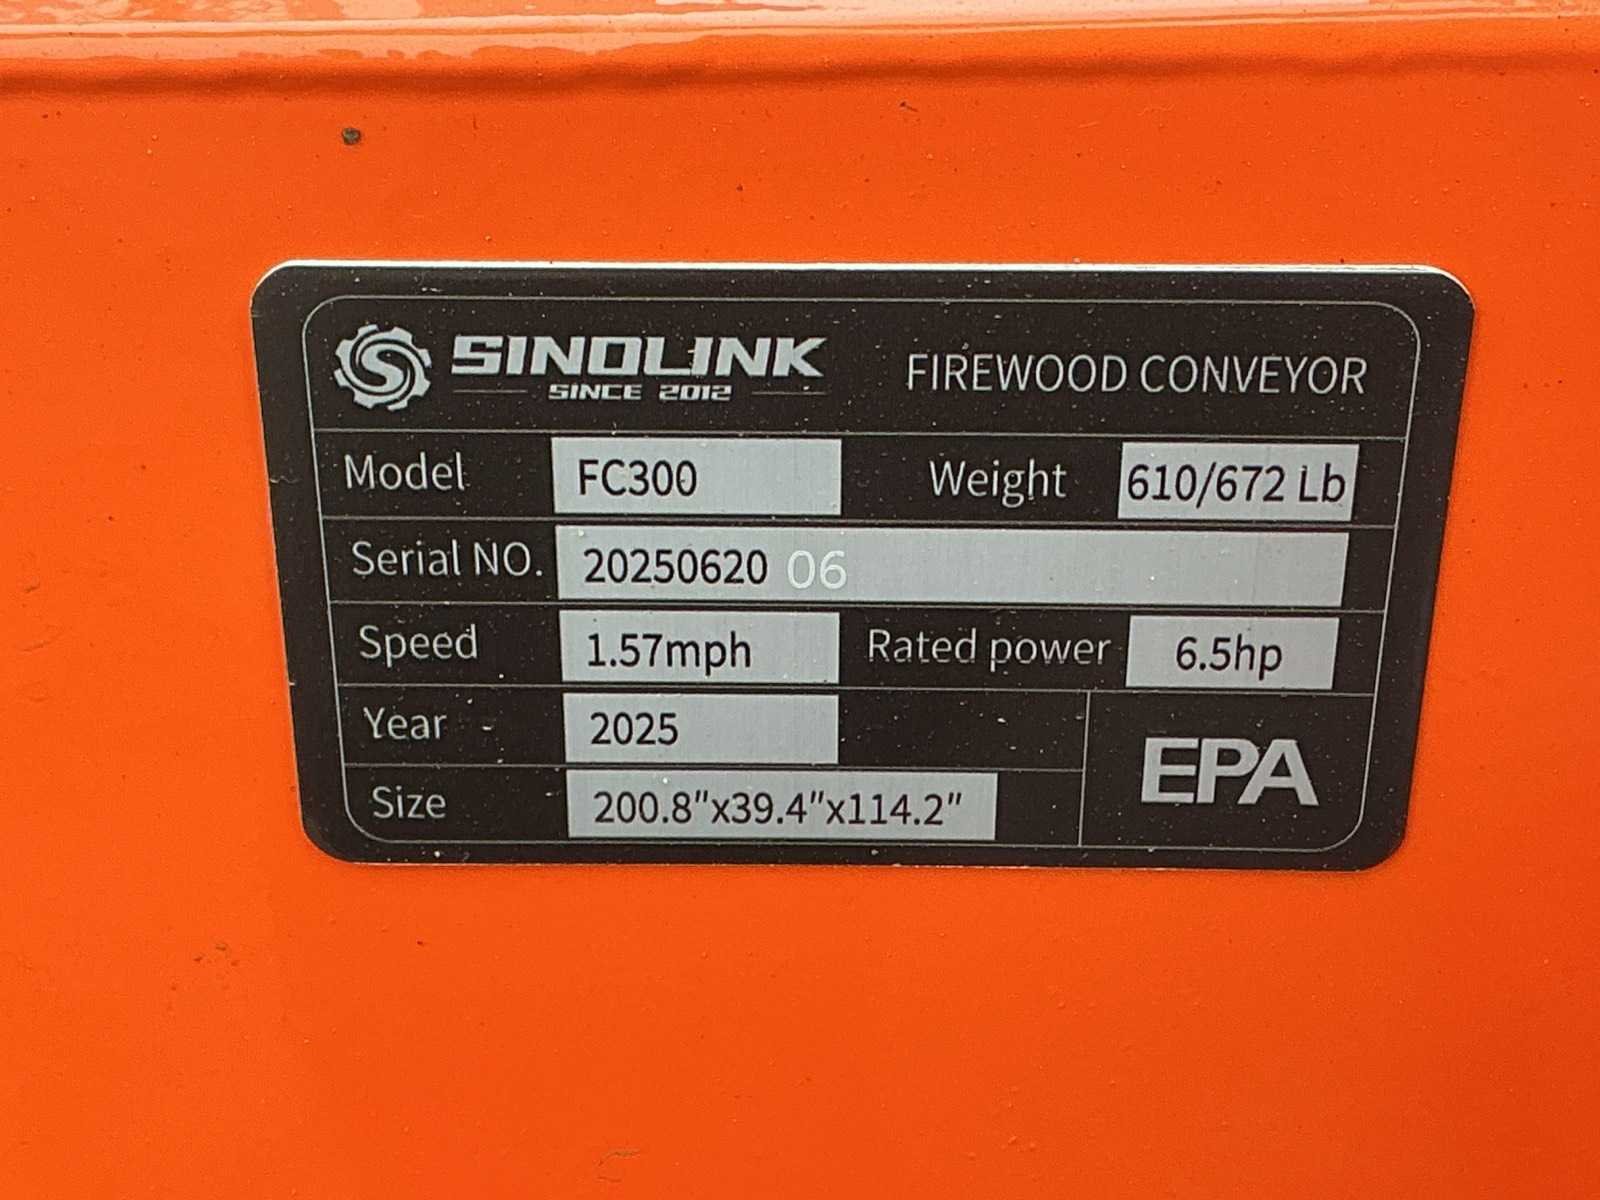 SINOLINK
SINCE 2012
FIREWOOD CONVEYOR
Model FC300 Weight 610/672 Lb
Serial NO. 20250620 06
Speed 1.57mph Rated power 6.5hp
Year 2025
Size 200.8"x39.4"x114.2"
EPA